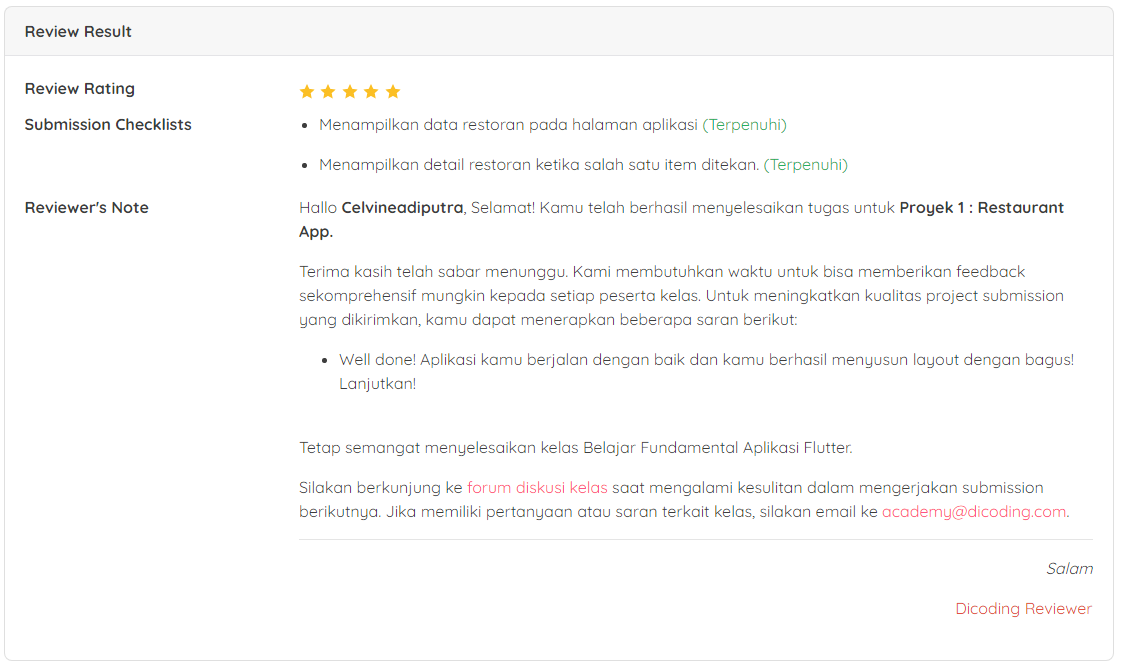 Review Result
Review Rating
Submission Checklists
Menampilkan data restoran pada halaman aplikasi (Terpenuhi)
Menampilkan detail restoran ketika salah satu item ditekan. (Terpenuhi)
Reviewer's Note
Hallo Celvineadiputra, Selamat! Kamu telah berhasil menyelesaikan tugas untuk Proyek 1 : Restaurant
App.
Terima kasih telah sabar menunggu. Kami membutuhkan waktu untuk bisa memberikan feedback
sekomprehensif mungkin kepada setiap peserta kelas. Untuk meningkatkan kualitas project submission
yang dikirimkan, kamu dapat menerapkan beberapa saran berikut:
Well done! Aplikasi kamu berjalan dengan baik dan kamu berhasil menyusun layout dengan bagus!
Lanjutkan!
Tetap semangat menyelesaikan kelas Belajar Fundamental Aplikasi Flutter.
Silakan berkunjung ke forum diskusi kelas saat mengalami kesulitan dalam mengerjakan submission
berikutnya. Jika memiliki pertanyaan atau saran terkait kelas, silakan email ke academy@dicoding.com.
Salam
Dicoding Reviewer